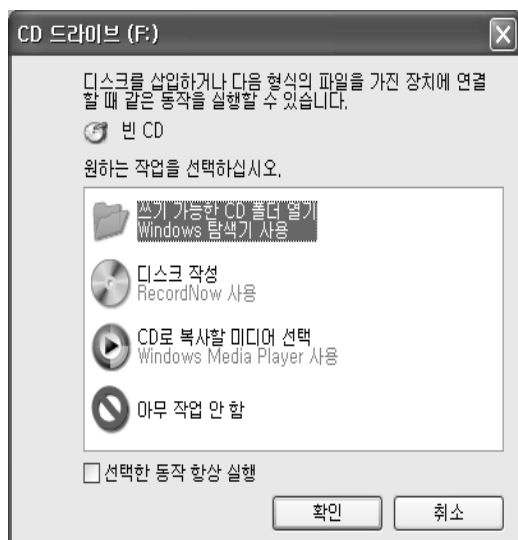 CD 드라이브 (F:)
디스크를 삽입하거나 다음 형식의 파일을 가진 장치에 연결
할 때 같은 동작을 실행할 수 있습니다.
빈 CD
원하는 작업을 선택하십시오.
쓰기 가능한 CD 폴더 열기
Windows 탐색기 사용
디스크 작성
RecordNow 사용
CD로 복사할 미디어 선택
Windows Media Player 사용
아무 작업 안 함
선택한 동작 항상 실행
확인
취소